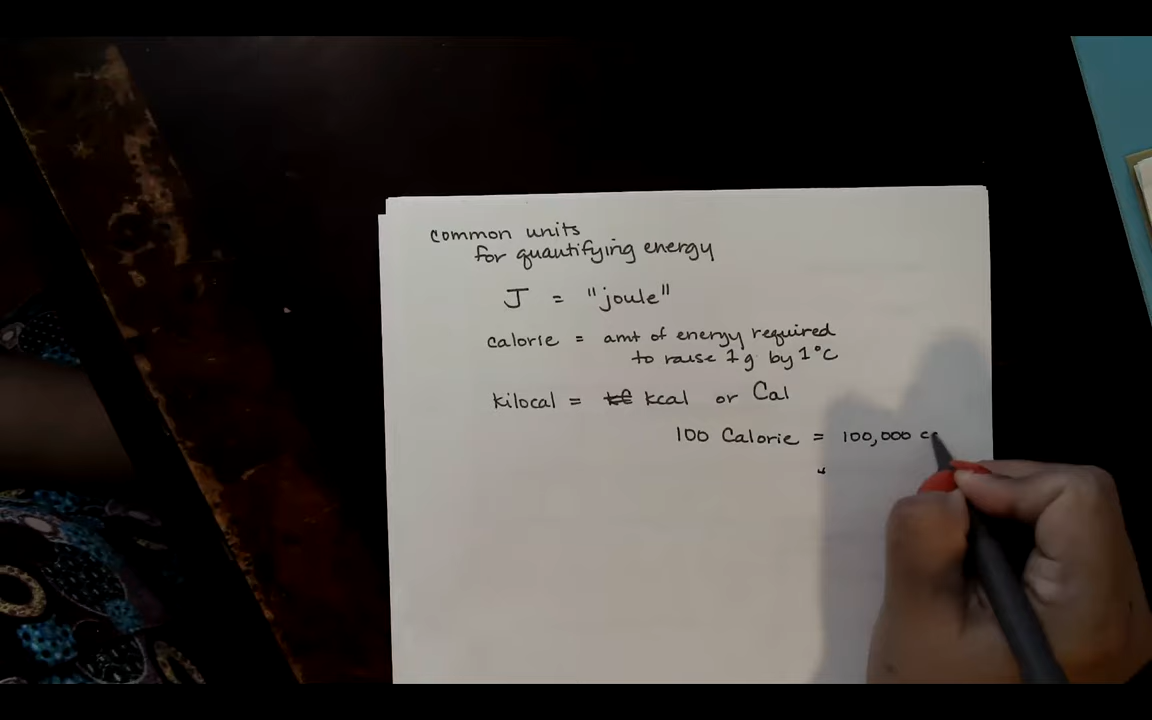 common units
for quantifying energy
J = "joule"
calorie = amt of energy required
to raise 1g by 1°C
kilocal = kcal or Cal
100 Calorie = 100,000 c